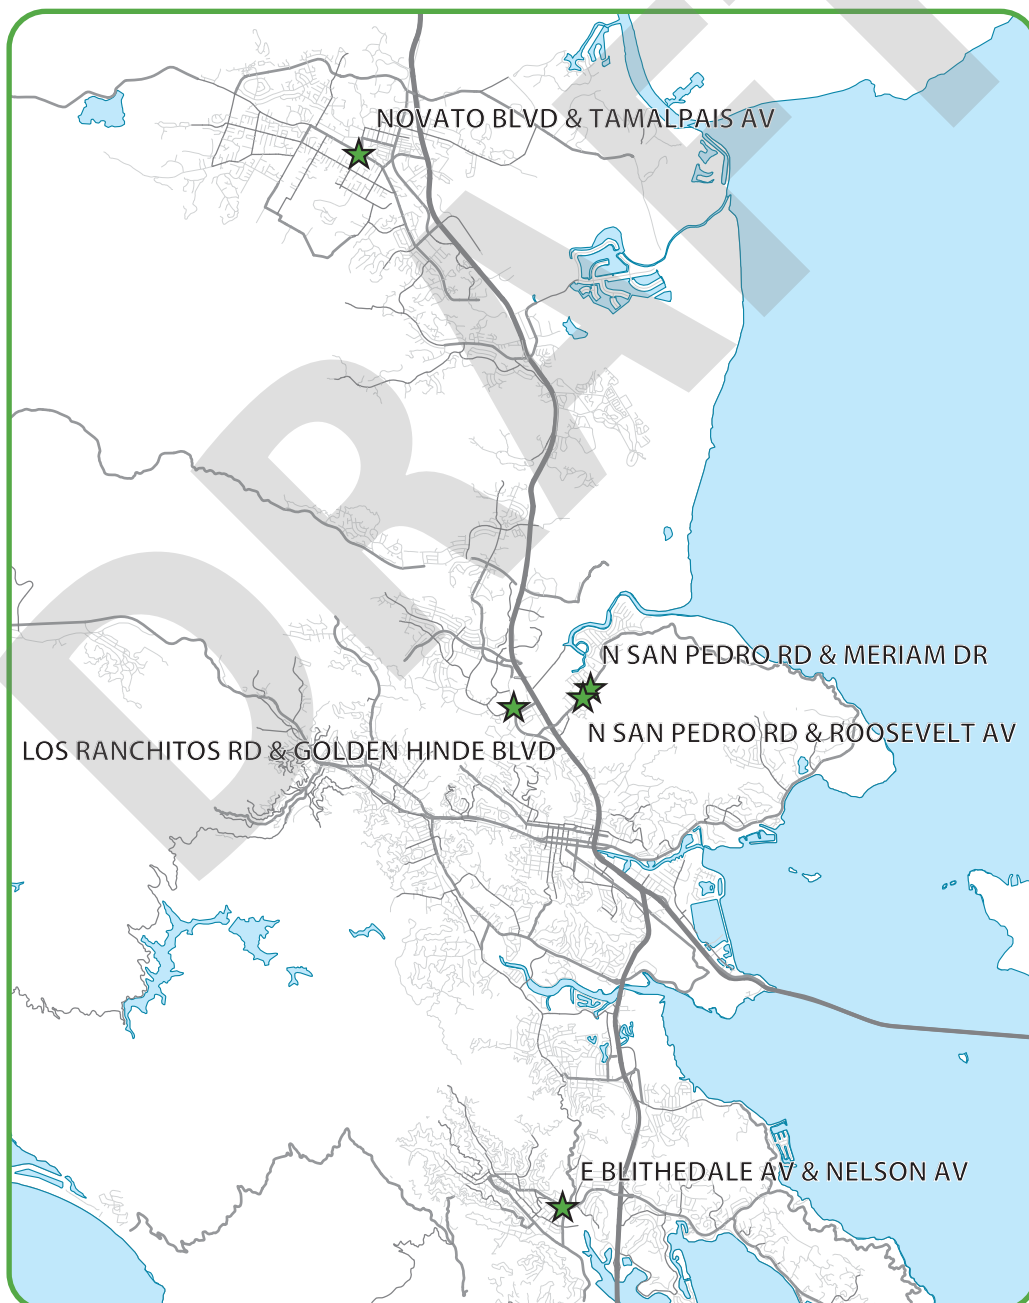 NOVATO BLVD & TAMALPAIS AV
N SAN PEDRO RD & MERIAM DR
N SAN PEDRO RD & ROOSEVELT AV
LOS RANCHITOS RD & GOLDEN HINDE BLVD
E BLITHEDALE AV & NELSON AV
DRAFT